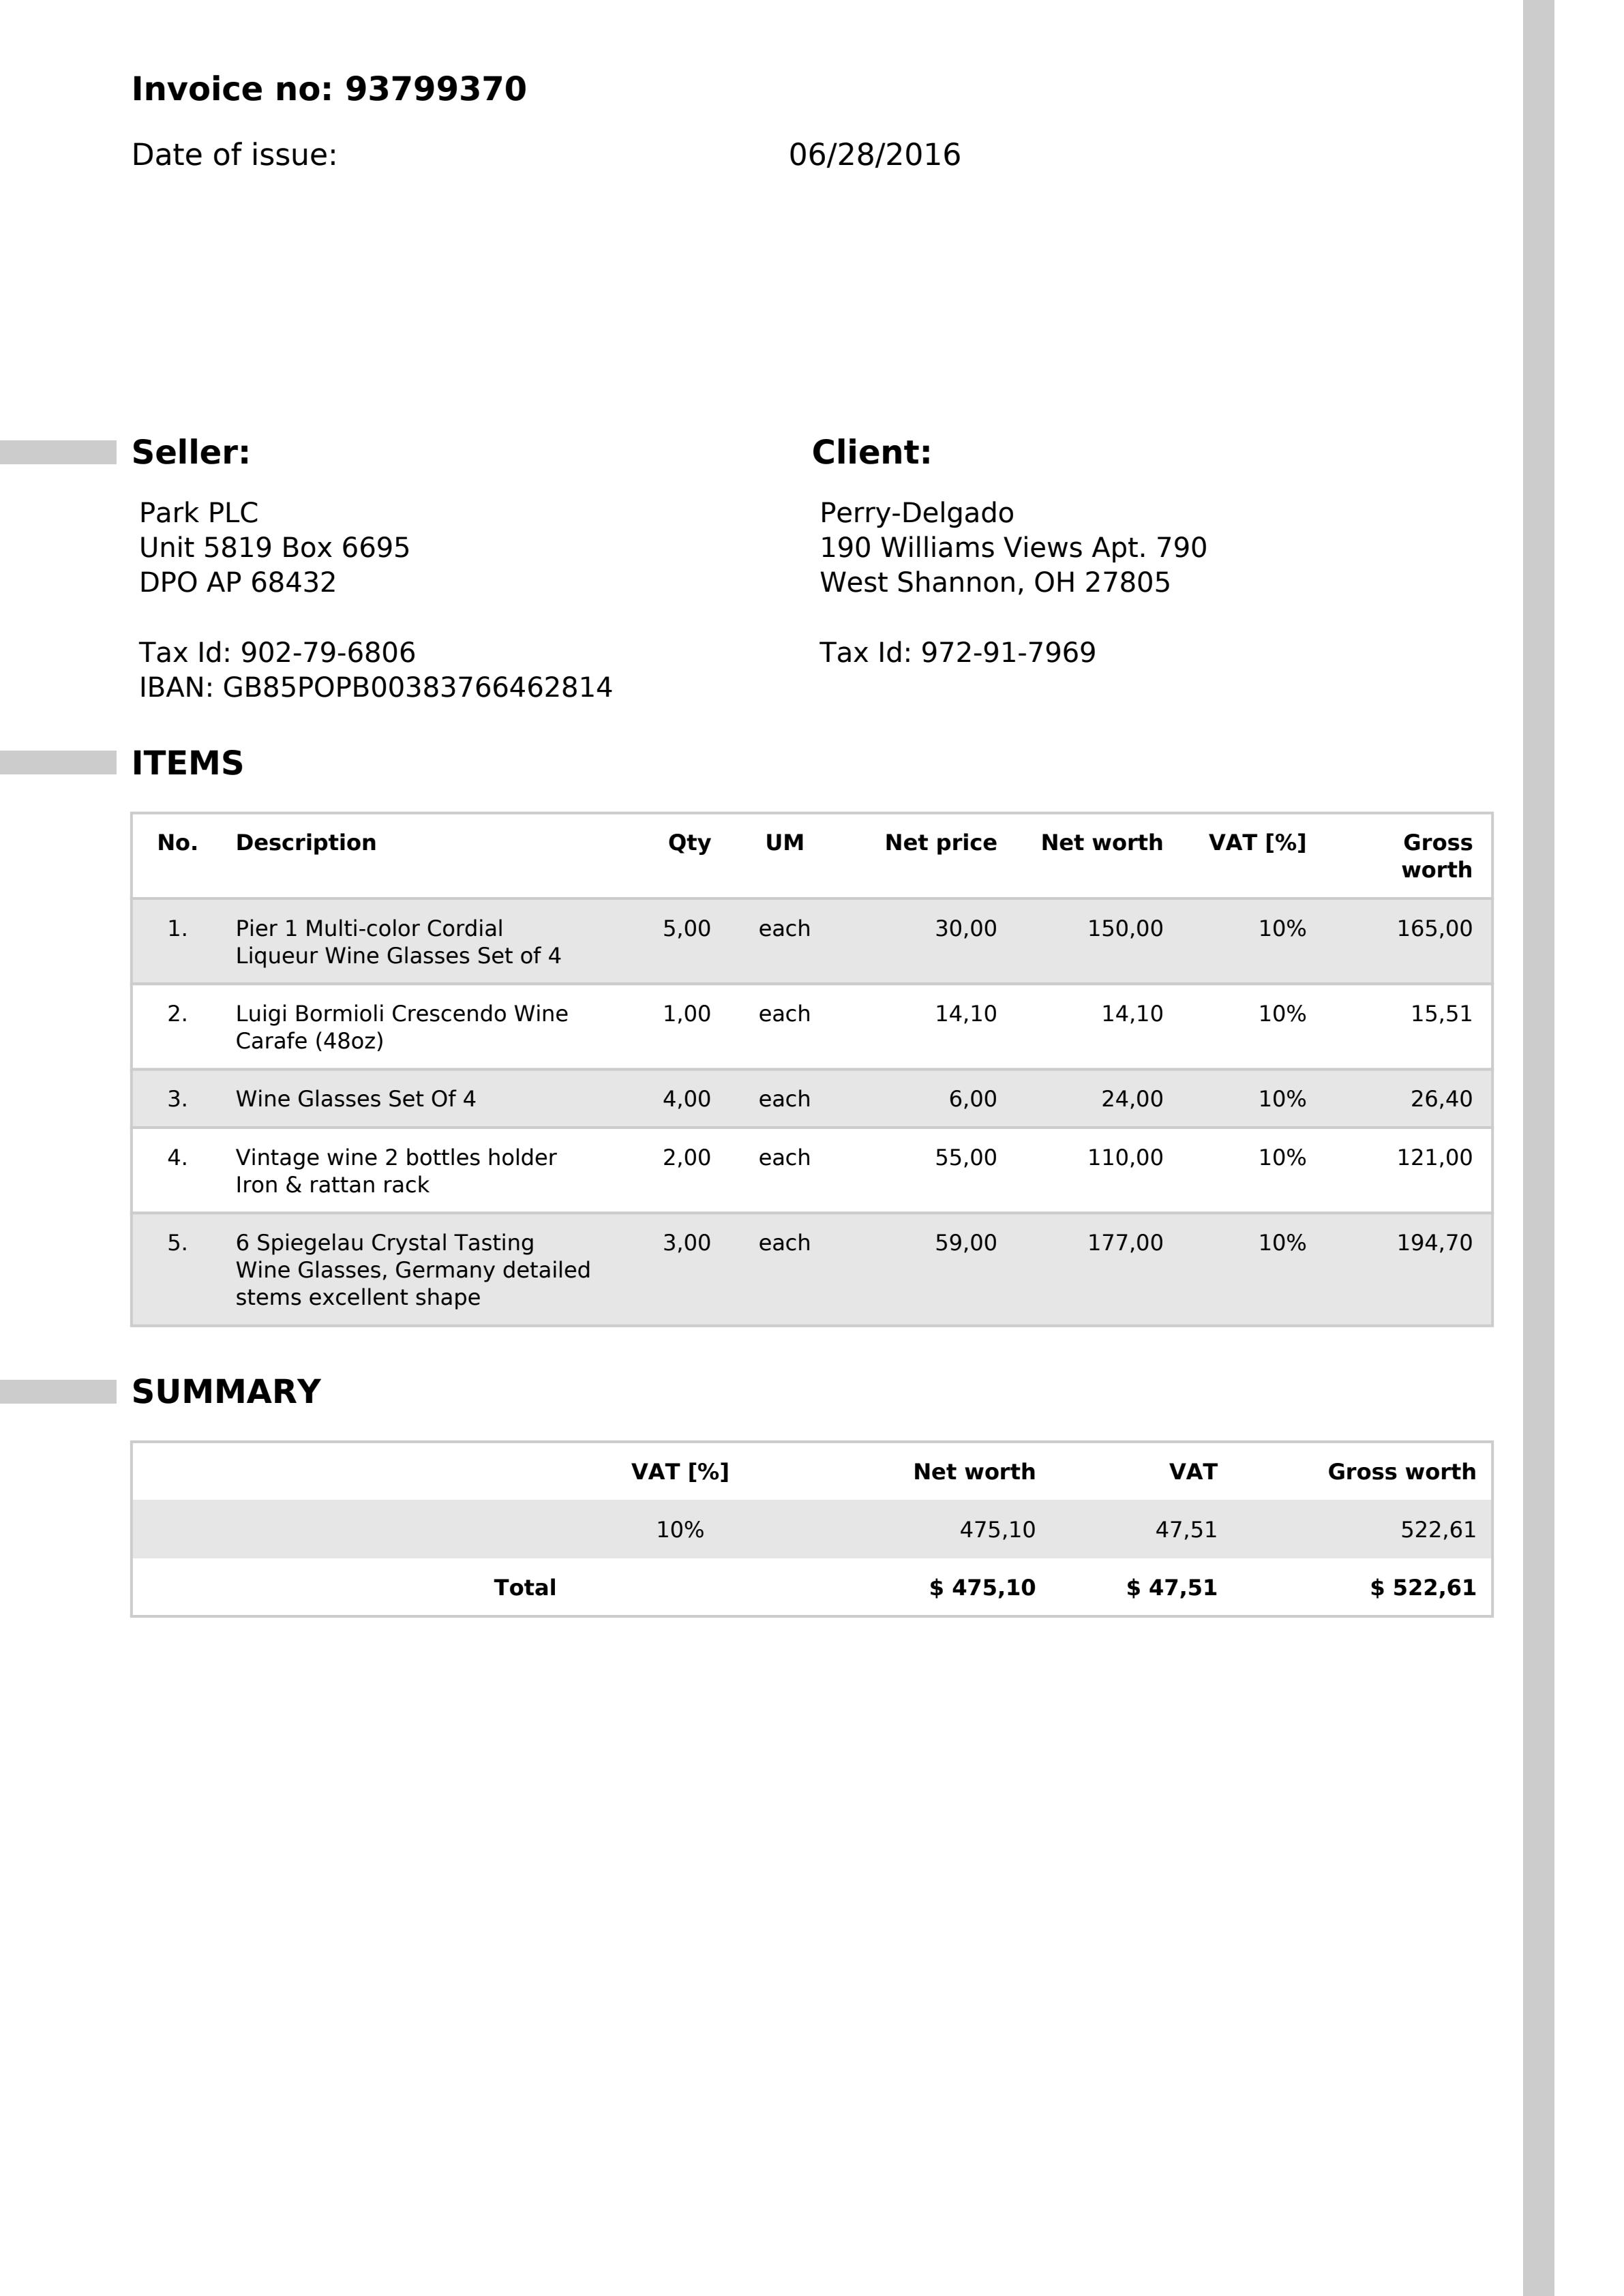 Invoice no: 93799370
Date of issue: 06/28/2016
Seller: Client:
Park PLC Perry-Delgado
Unit 5819 Box 6695 190 Williams Views Apt. 790
DPO AP 68432 West Shannon, OH 27805
Tax Id: 902-79-6806 Tax Id: 972-91-7969
IBAN: GB85POPB00383766462814
ITEMS
No. Description Qty UM Net price Net worth VAT [%] Gross
worth
1. Pier 1 Multi-color Cordial 5,00 each 30,00 150,00 10% 165,00
Liqueur Wine Glasses Set of 4
2. Luigi Bormioli Crescendo Wine 1,00 each 14,10 14,10 10% 15,51
Carafe (48oz)
3. Wine Glasses Set Of 4 4,00 each 6,00 24,00 10% 26,40
4. Vintage wine 2 bottles holder 2,00 each 55,00 110,00 10% 121,00
Iron & rattan rack
5. 6 Spiegelau Crystal Tasting 3,00 each 59,00 177,00 10% 194,70
Wine Glasses, Germany detailed
stems excellent shape
SUMMARY
VAT [%] Net worth VAT Gross worth
10% 475,10 47,51 522,61
Total $ 475,10 $ 47,51 $ 522,61